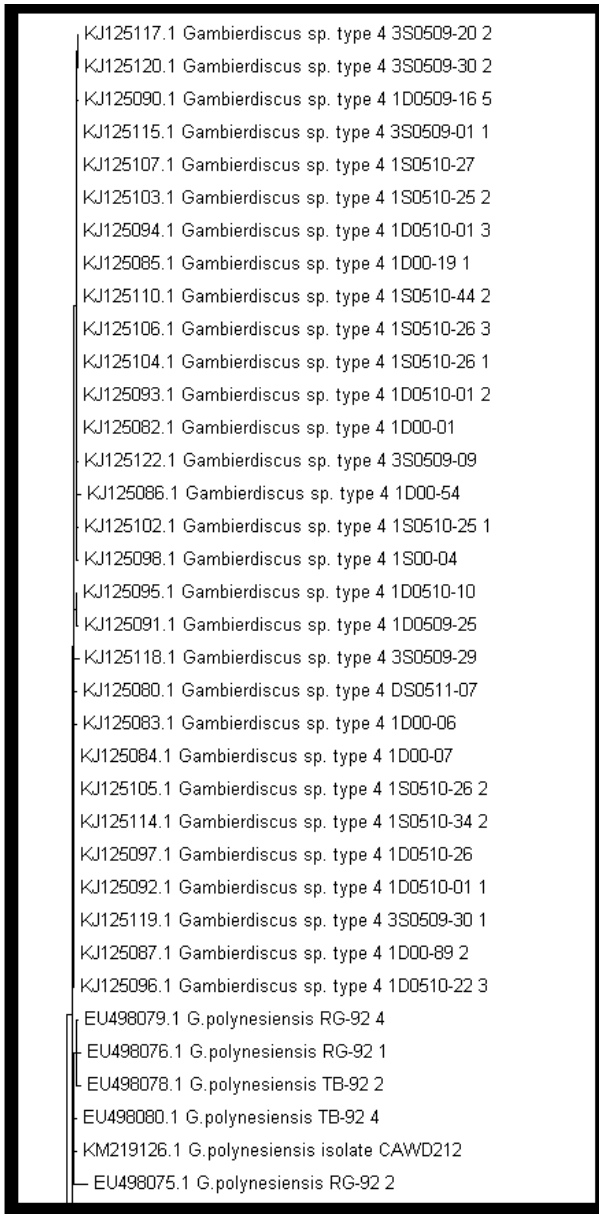 KJ125117.1 Gambierdiscus sp. type 4 3S0509-20 2
KJ125120.1 Gambierdiscus sp. type 4 3S0509-30 2
KJ125090.1 Gambierdiscus sp. type 4 1D0509-16 5
KJ125115.1 Gambierdiscus sp. type 4 3S0509-01 1
KJ125107.1 Gambierdiscus sp. type 4 1S0510-27
KJ125103.1 Gambierdiscus sp. type 4 1S0510-25 2
KJ125094.1 Gambierdiscus sp. type 4 1D0510-01 3
KJ125085.1 Gambierdiscus sp. type 4 1D00-19 1
KJ125110.1 Gambierdiscus sp. type 4 1S0510-44 2
KJ125106.1 Gambierdiscus sp. type 4 1S0510-26 3
KJ125104.1 Gambierdiscus sp. type 4 1S0510-26 1
KJ125093.1 Gambierdiscus sp. type 4 1D0510-01 2
KJ125082.1 Gambierdiscus sp. type 4 1D00-01
KJ125122.1 Gambierdiscus sp. type 4 3S0509-09
KJ125086.1 Gambierdiscus sp. type 4 1D00-54
KJ125102.1 Gambierdiscus sp. type 4 1S0510-25 1
KJ125098.1 Gambierdiscus sp. type 4 1S00-04
KJ125095.1 Gambierdiscus sp. type 4 1D0510-10
KJ125091.1 Gambierdiscus sp. type 4 1D0509-25
KJ125118.1 Gambierdiscus sp. type 4 3S0509-29
KJ125080.1 Gambierdiscus sp. type 4 DS0511-07
KJ125083.1 Gambierdiscus sp. type 4 1D00-06
KJ125084.1 Gambierdiscus sp. type 4 1D00-07
KJ125105.1 Gambierdiscus sp. type 4 1S0510-26 2
KJ125114.1 Gambierdiscus sp. type 4 1S0510-34 2
KJ125097.1 Gambierdiscus sp. type 4 1D0510-26
KJ125092.1 Gambierdiscus sp. type 4 1D0510-01 1
KJ125119.1 Gambierdiscus sp. type 4 3S0509-30 1
KJ125087.1 Gambierdiscus sp. type 4 1D00-89 2
KJ125096.1 Gambierdiscus sp. type 4 1D0510-22 3
EU498079.1 G.polynesiensis RG-92 4
EU498076.1 G.polynesiensis RG-92 1
EU498078.1 G.polynesiensis TB-92 2
EU498080.1 G.polynesiensis TB-92 4
KM219126.1 G.polynesiensis isolate CAWD212
EU498075.1 G.polynesiensis RG-92 2